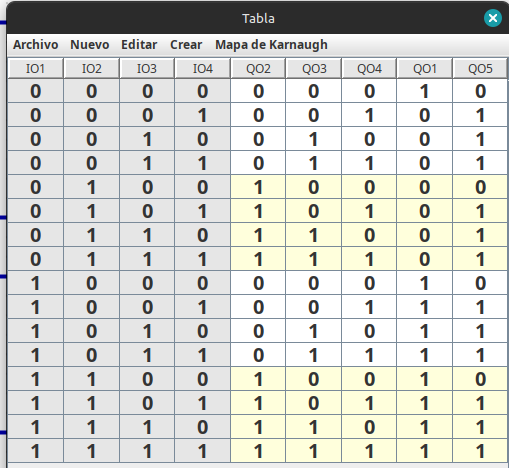 Tabla
Archivo Nuevo Editar Crear Mapa de Karnaugh
IO1 IO2 IO3 IO4 QO2 QO3 QO4 QO1 QO5
0 0 0 0 0 0 0 1 0
0 0 0 1 0 0 1 0 1
0 0 1 0 0 1 0 0 1
0 0 1 1 0 1 1 0 1
0 1 0 0 1 0 0 0 0
0 1 0 1 1 0 1 0 1
0 1 1 0 1 1 0 0 1
0 1 1 1 1 1 1 0 1
1 0 0 0 0 0 0 1 0
1 0 0 1 0 0 1 1 1
1 0 1 0 0 1 0 1 1
1 0 1 1 0 1 1 1 1
1 1 0 0 1 0 0 1 0
1 1 0 1 1 0 1 1 1
1 1 1 0 1 1 0 1 1
1 1 1 1 1 1 1 1 1